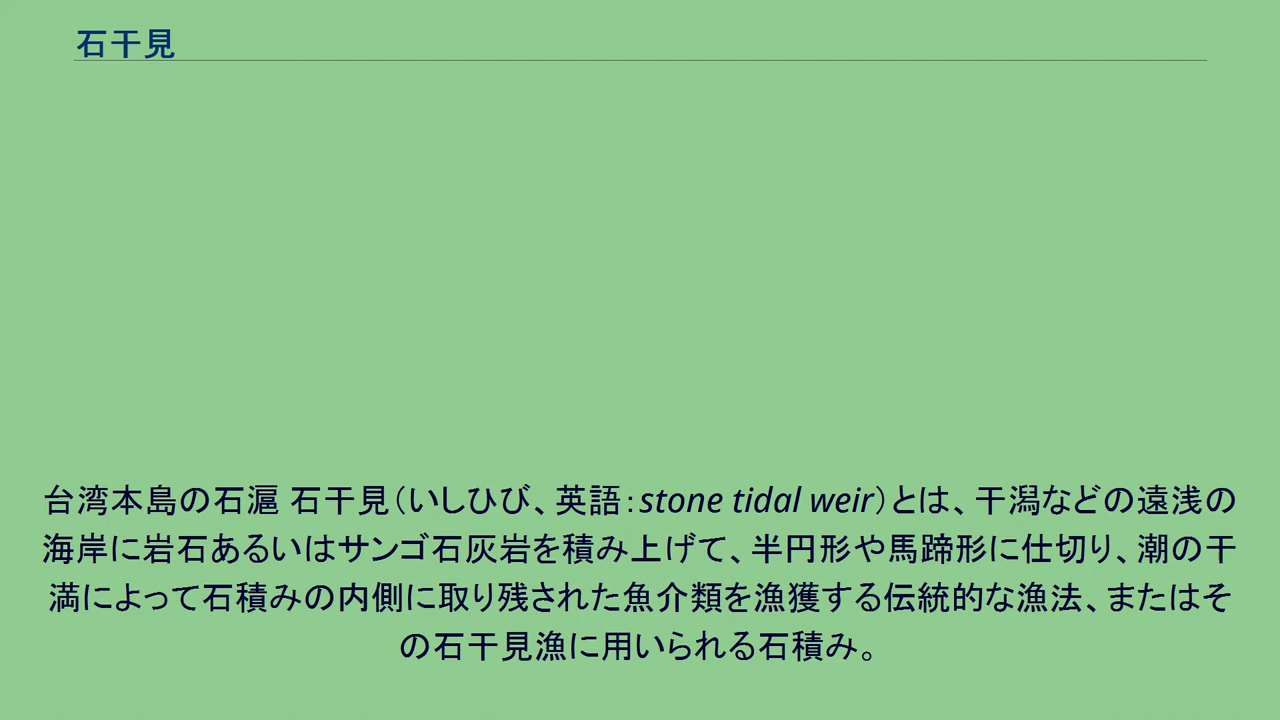 石干見
台湾本島の石滬 石干見（いしひび、英語：stone tidal weir）とは、干潟などの遠浅の
海岸に岩石あるいはサンゴ石灰岩を積み上げて、半円形や馬蹄形に仕切り、潮の干
満によって石積みの内側に取り残された魚介類を漁獲する伝統的な漁法、またはそ
の石干見漁に用いられる石積み。